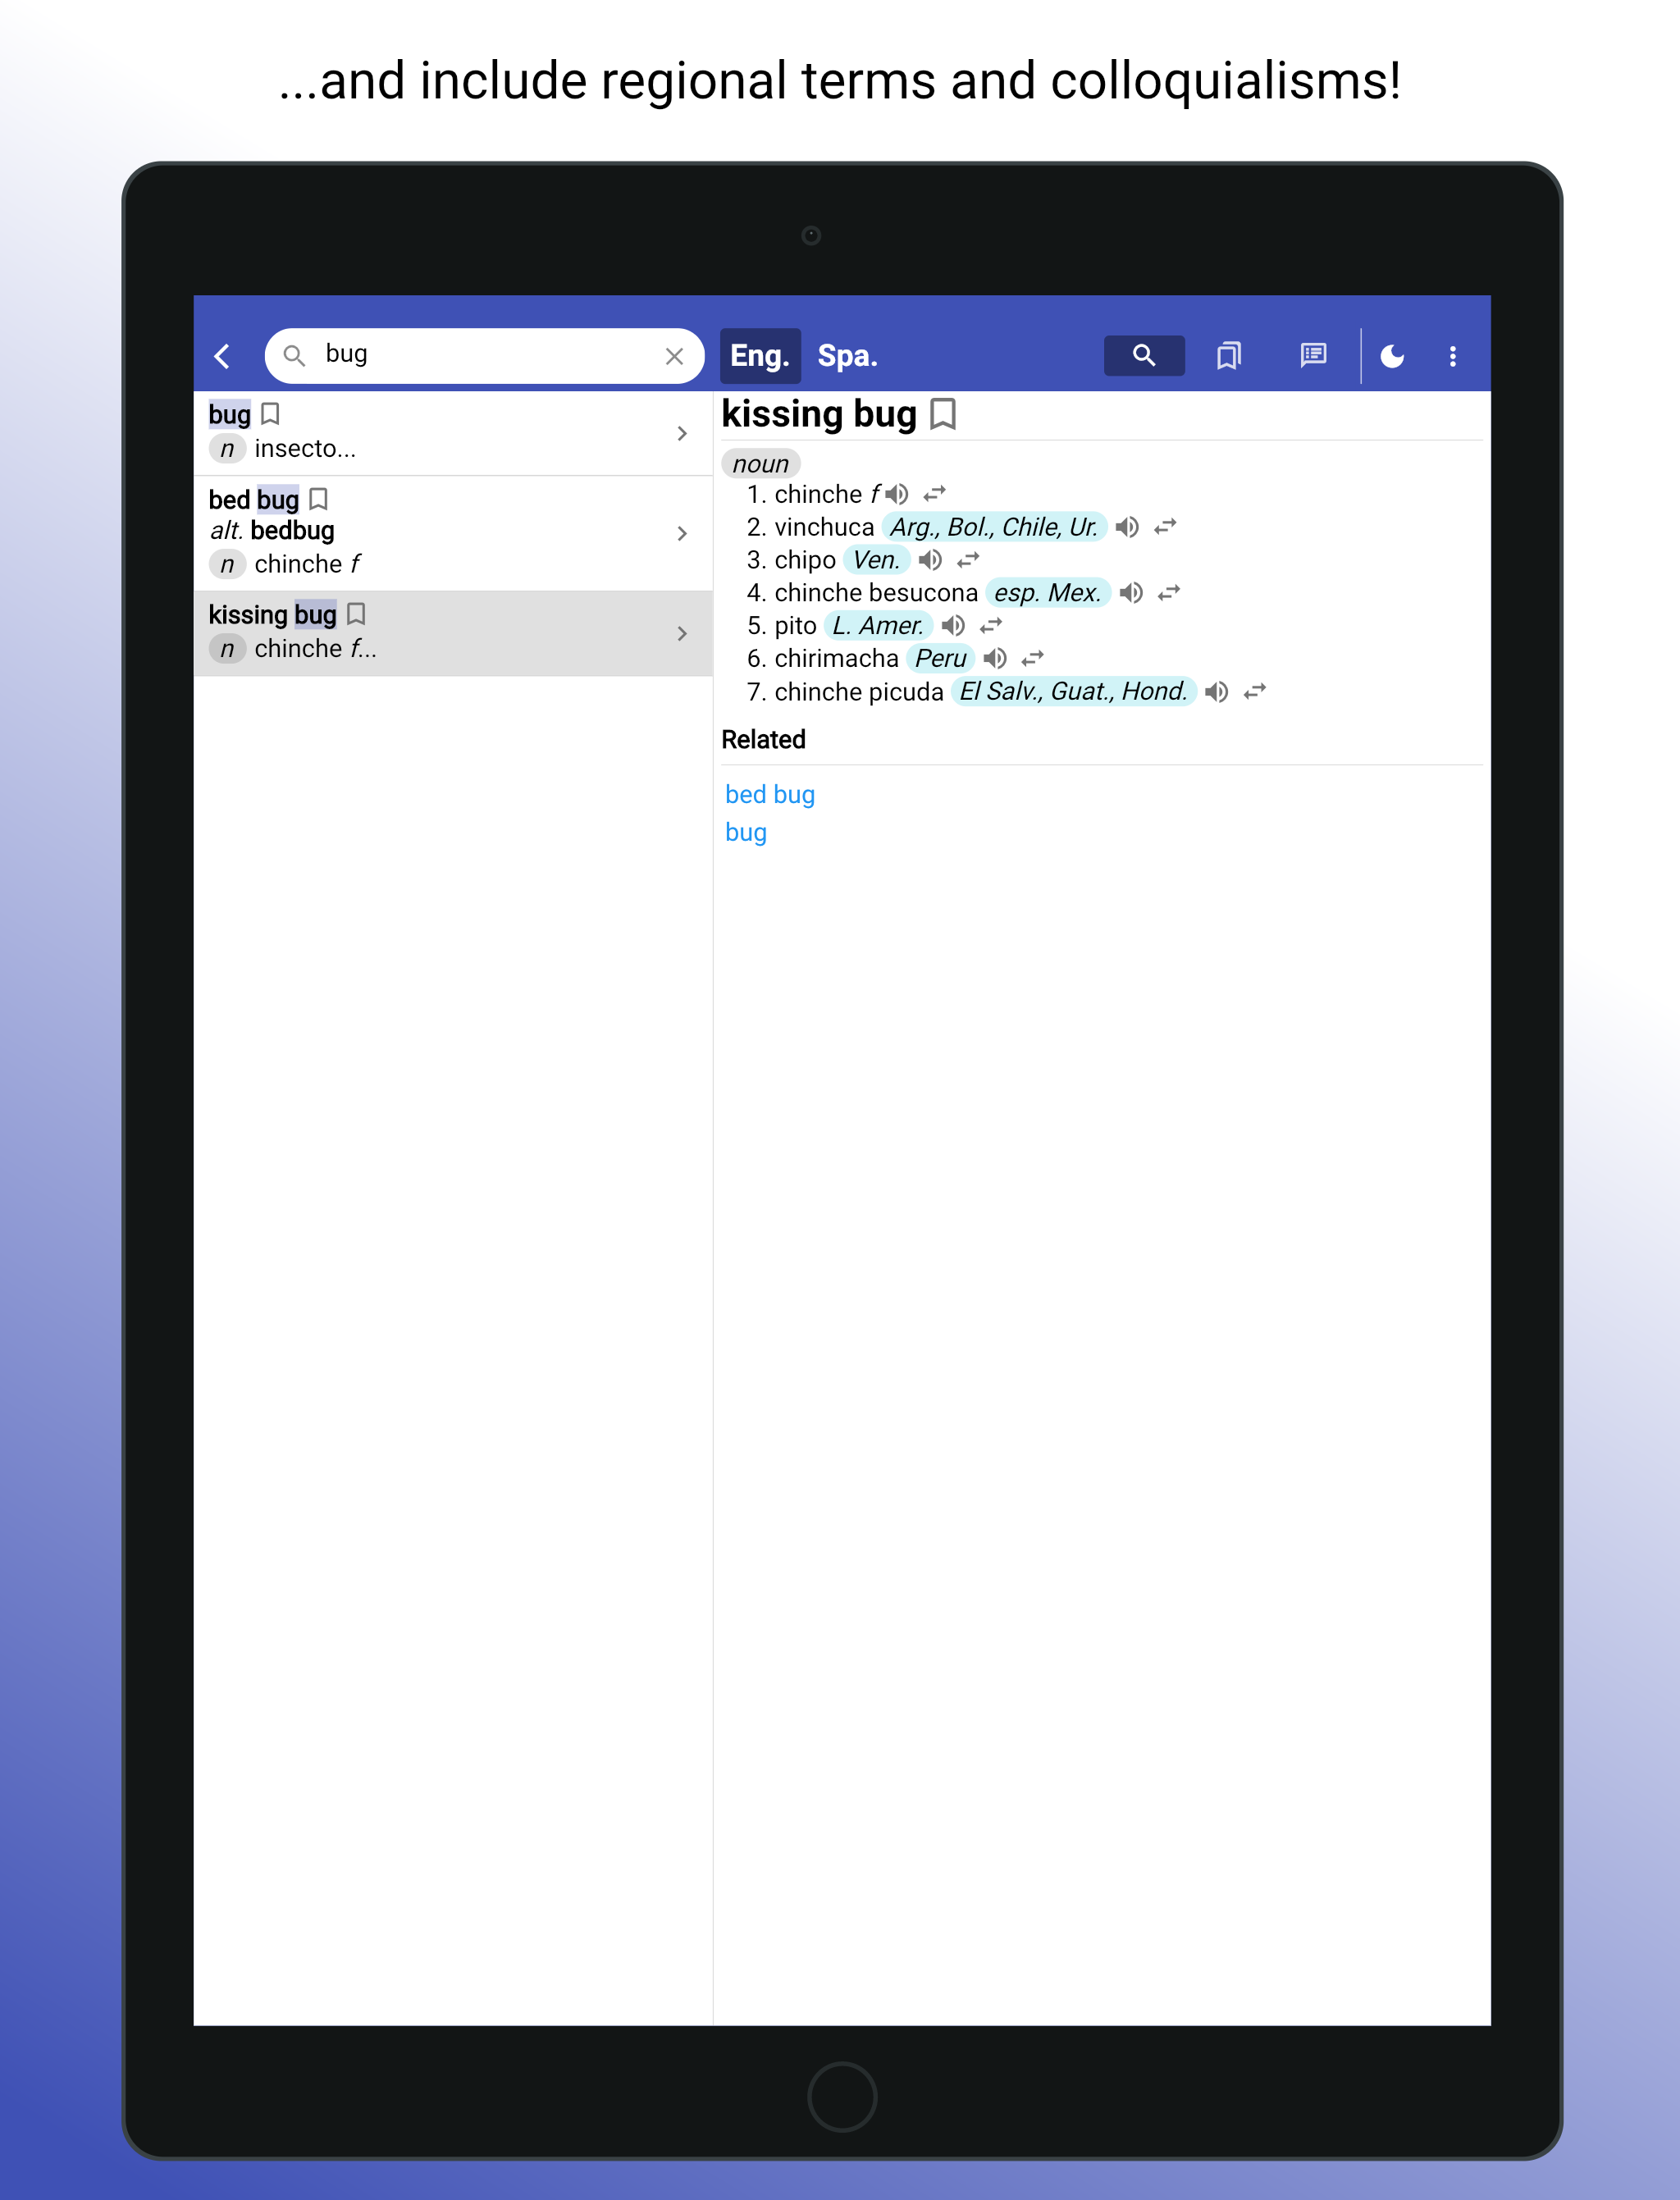 ...and include regional terms and colloquialisms!
bug
Eng.
Spa.
bug
n insecto...
bed bug
alt. bedbug
n chinche f
kissing bug
n chinche f...
kissing bug
noun
1. chinche f
2. vinchuca Arg., Bol., Chile, Ur.
3. chipo Ven.
4. chinche besucona esp. Mex.
5. pito L. Amer.
6. chirimacha Peru
7. chinche picuda El Salv., Guat., Hond.
Related
bed bug
bug